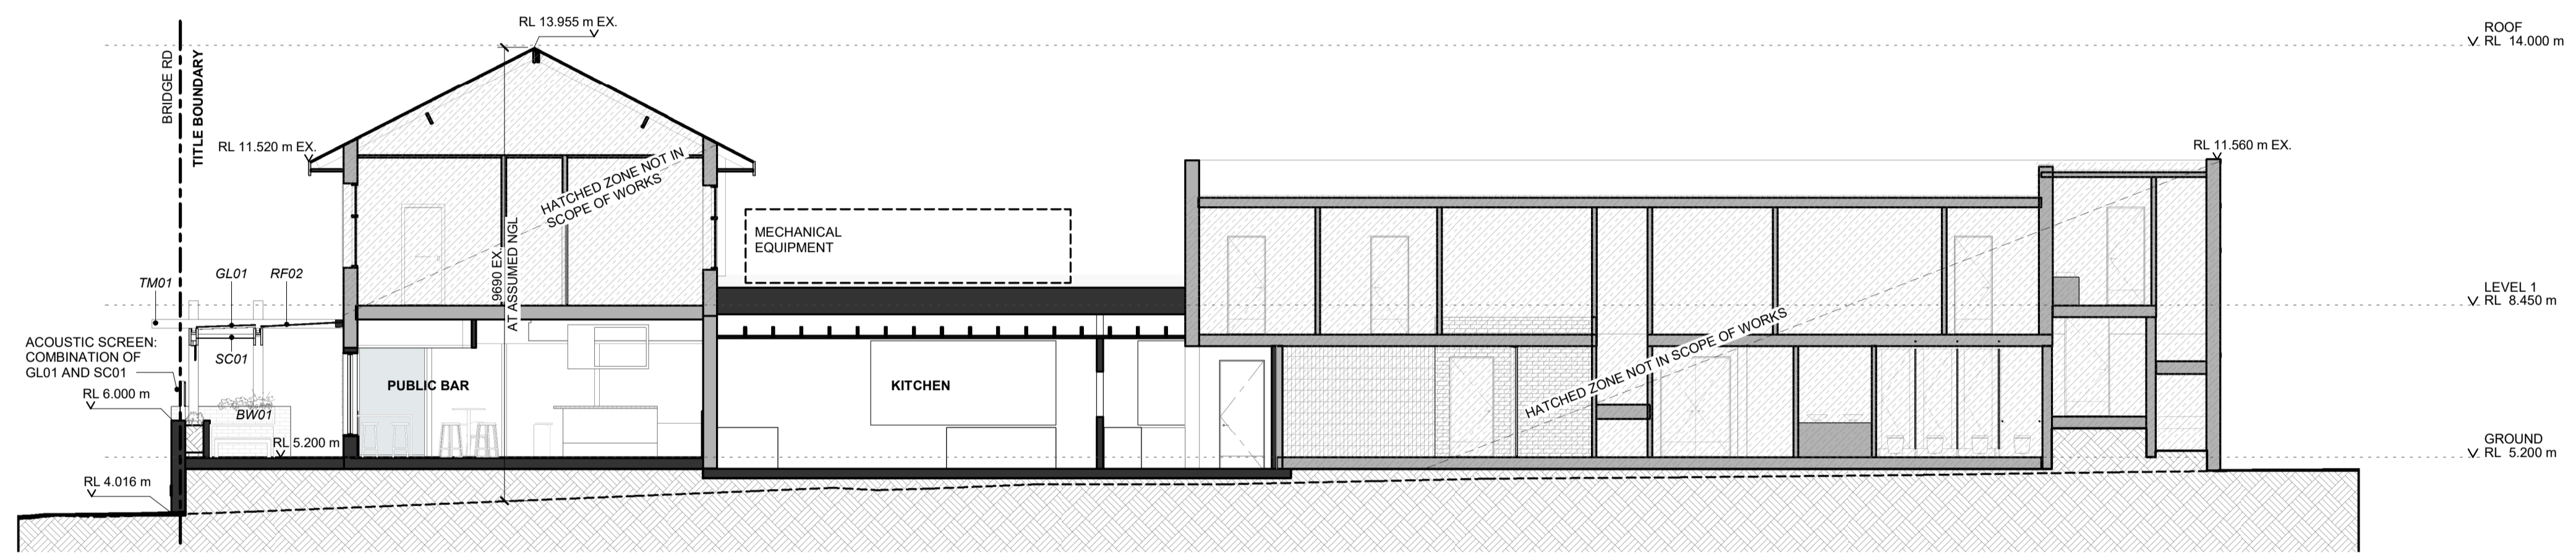 RL 13.955 m EX.
ROOF
RL 14.000 m
BRIDGE RD
TITLE BOUNDARY
RL 11.520 m EX.
RL 11.560 m EX.
HATCHED ZONE NOT IN
SCOPE OF WORKS
9690 EX.
AT ASSUMED NGL
MECHANICAL
EQUIPMENT
TM01
GL01
RF02
LEVEL 1
RL 8.450 m
ACOUSTIC SCREEN:
COMBINATION OF
GL01 AND SC01
SC01
RL 6.000 m
PUBLIC BAR
KITCHEN
HATCHED ZONE NOT IN SCOPE OF WORKS
BW01
RL 5.200 m
GROUND
RL 5.200 m
RL 4.016 m